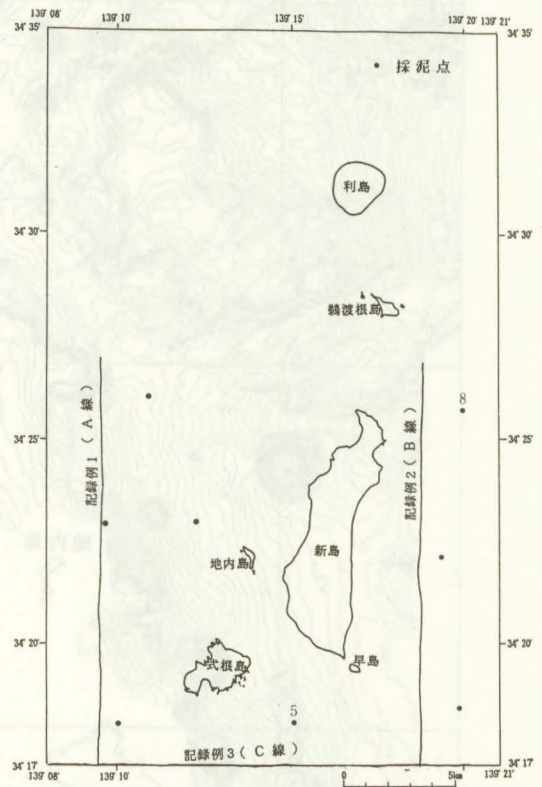 139° 08' 139° 10' 139° 15' 139° 20' 139° 21'
34° 35' 34° 35'
• 採泥点
利島
34° 30' 34° 30'
鵜渡根島
記録例1(A線)
記録例2(B線)
8
34° 25' 34° 25'
地内島
新島
34° 20' 34° 20'
式根島
早島
5
記録例3(C線)
34° 17' 34° 17'
139° 08' 139° 10' 0 5km 139° 21'